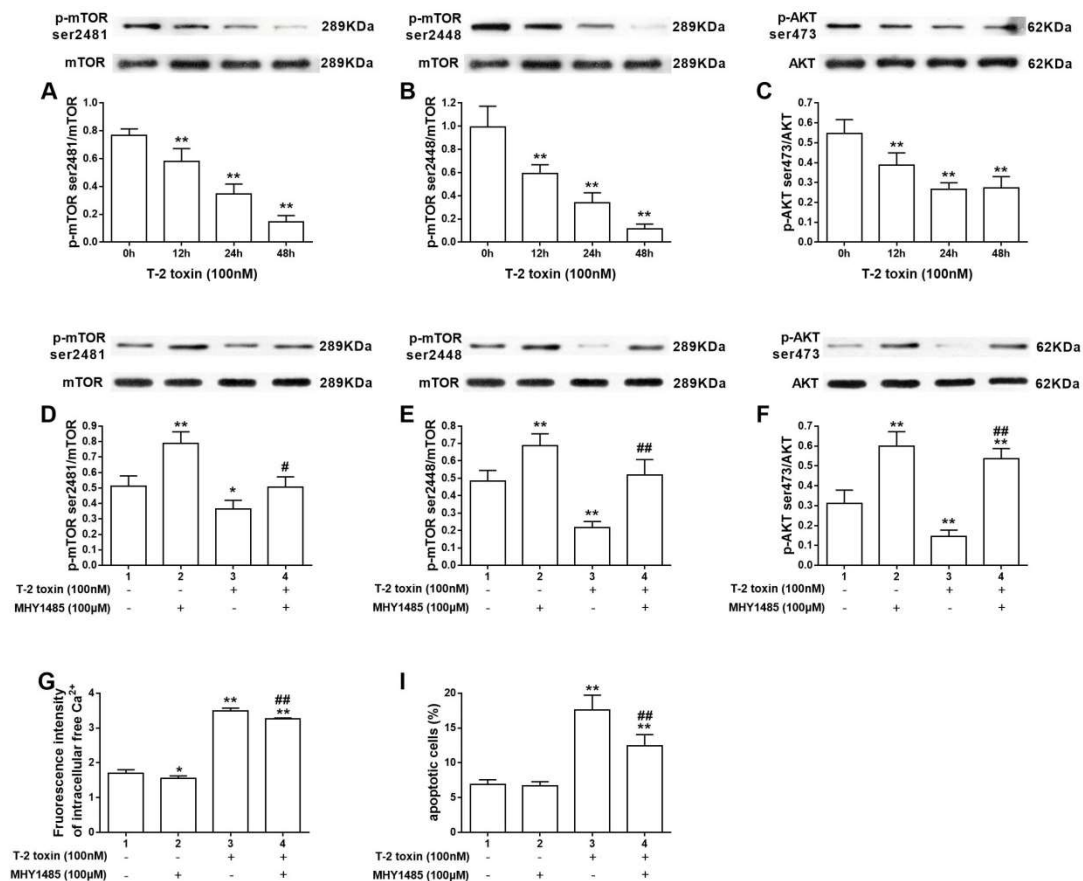 p-mTOR
ser2481
289KDa
mTOR
289KDa
A
p-mTOR ser2481/mTOR
1.0
0.8
0.6
0.4
0.2
0.0
**
**
**
0h 12h 24h 48h
T-2 toxin (100nM)
p-mTOR
ser2448
289KDa
mTOR
289KDa
B
p-mTOR ser2448/mTOR
1.2
1.0
0.8
0.6
0.4
0.2
0.0
**
**
**
0h 12h 24h 48h
T-2 toxin (100nM)
p-AKT
ser473
62KDa
AKT
62KDa
C
p-AKT ser473/AKT
0.7
0.6
0.5
0.4
0.3
0.2
0.1
0.0
**
**
**
0h 12h 24h 48h
T-2 toxin (100nM)
p-mTOR
ser2481
289KDa
mTOR
289KDa
D
p-mTOR ser2481/mTOR
0.9
0.8
0.7
0.6
0.5
0.4
0.3
0.2
0.1
0.0
**
*
#
1 2 3 4
T-2 toxin (100nM) - - + +
MHY1485 (100μM) - + - +
p-mTOR
ser2448
289KDa
mTOR
289KDa
E
p-mTOR ser2448/mTOR
0.8
0.7
0.6
0.5
0.4
0.3
0.2
0.1
0.0
**
**
##
1 2 3 4
T-2 toxin (100nM) - - + +
MHY1485 (100μM) - + - +
p-AKT
ser473
62KDa
AKT
62KDa
F
p-AKT ser473/AKT
0.7
0.6
0.5
0.4
0.3
0.2
0.1
0.0
**
**
##
**
1 2 3 4
T-2 toxin (100nM) - - + +
MHY1485 (100μM) - + - +
G
Fruorescence intensity
of intracellular free Ca²⁺
4
3
2
1
0
*
**
##
**
1 2 3 4
T-2 toxin (100nM) - - + +
MHY1485 (100μM) - + - +
I
apoptotic cells (%)
20
15
10
5
0
**
##
**
1 2 3 4
T-2 toxin (100nM) - - + +
MHY1485 (100μM) - + - +